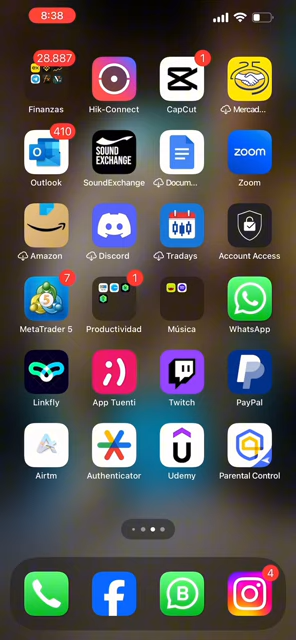 8:38
28.887
1
Finanzas
Hik-Connect
CapCut
Mercad...
410
SOUND
EXCHANGE
zoom
Outlook
SoundExchange
Docum...
Zoom
Amazon
Discord
Tradays
Account Access
7
1
5
MetaTrader 5
Productividad
Música
WhatsApp
Linkfly
App Tuenti
Twitch
PayPal
Airtm
Authenticator
Udemy
Parental Control
4
B